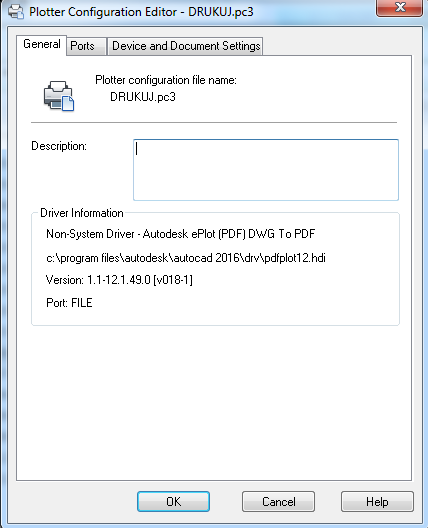 Plotter Configuration Editor - DRUKUJ.pc3
General Ports Device and Document Settings
Plotter configuration file name:
DRUKUJ.pc3
Description:
Driver Information
Non-System Driver - Autodesk ePlot (PDF) DWG To PDF
c:\program files\autodesk\autocad 2016\drv\pdfplot12.hdi
Version: 1.1-12.1.49.0 [v018-1]
Port: FILE
OK Cancel Help